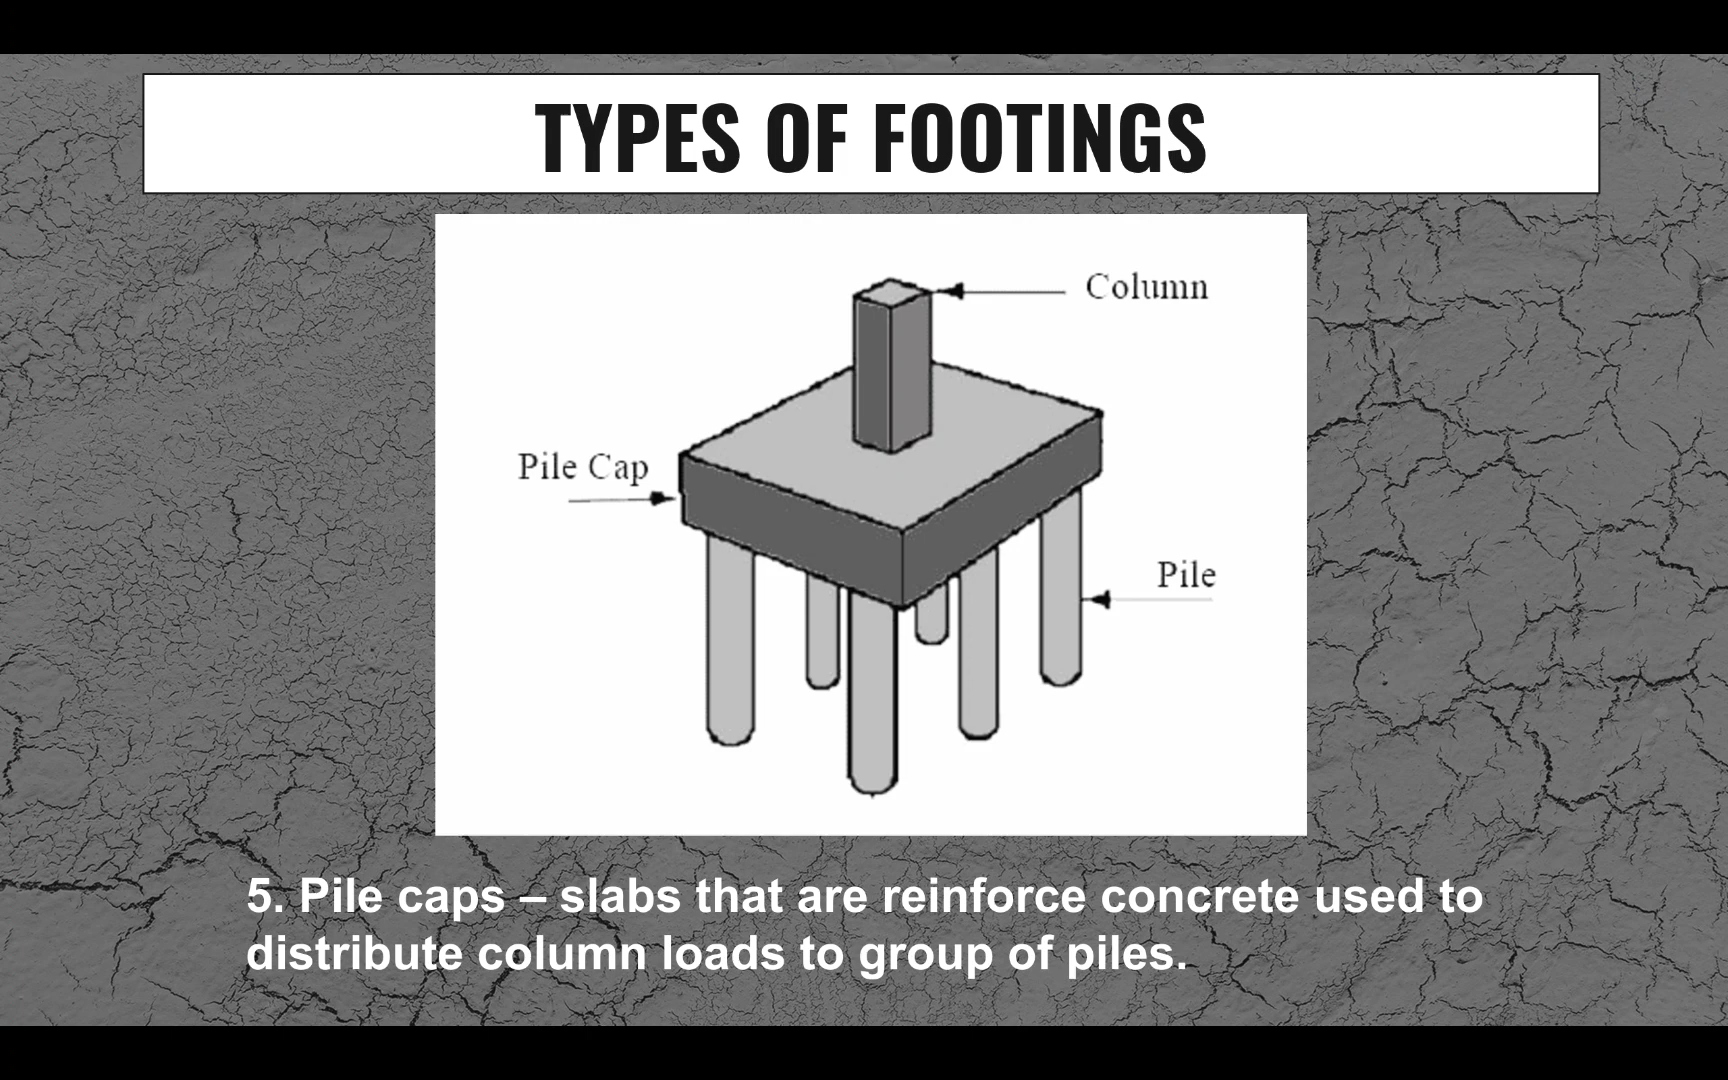 TYPES OF FOOTINGS
Column
Pile Cap
Pile
5. Pile caps – slabs that are reinforce concrete used to
distribute column loads to group of piles.